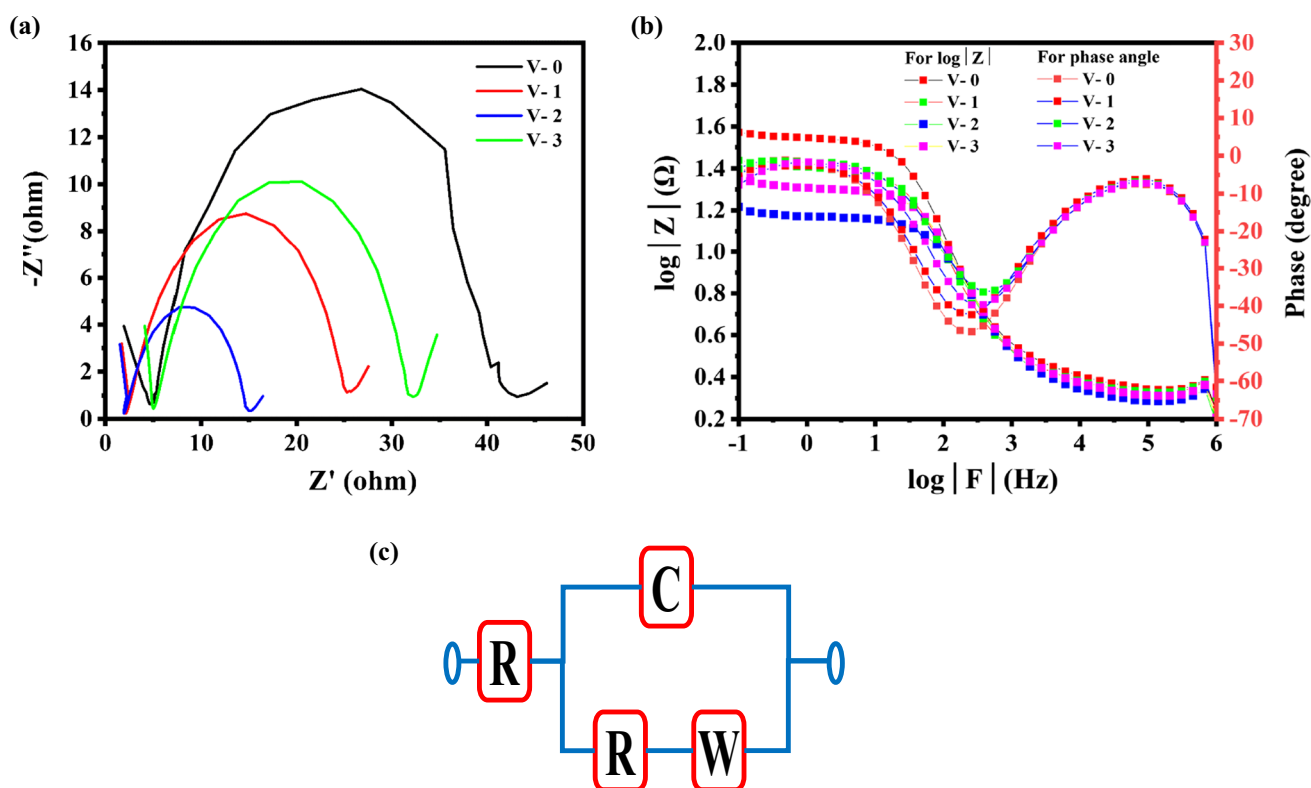 (a)
16
14
12
10
8
6
4
2
0
-Z''(ohm)
V- 0
V- 1
V- 2
V- 3
0 10 20 30 40 50
Z' (ohm)
(b)
2.0
1.8
1.6
1.4
1.2
1.0
0.8
0.6
0.4
0.2
log|Z|(Ω)
For log|Z| For phase angle
V- 0 V- 0
V- 1 V- 1
V- 2 V- 2
V- 3 V- 3
30
20
10
0
-10
-20
-30
-40
-50
-60
-70
Phase (degree)
-1 0 1 2 3 4 5 6
log|F|(Hz)
(c)
C
R
R W